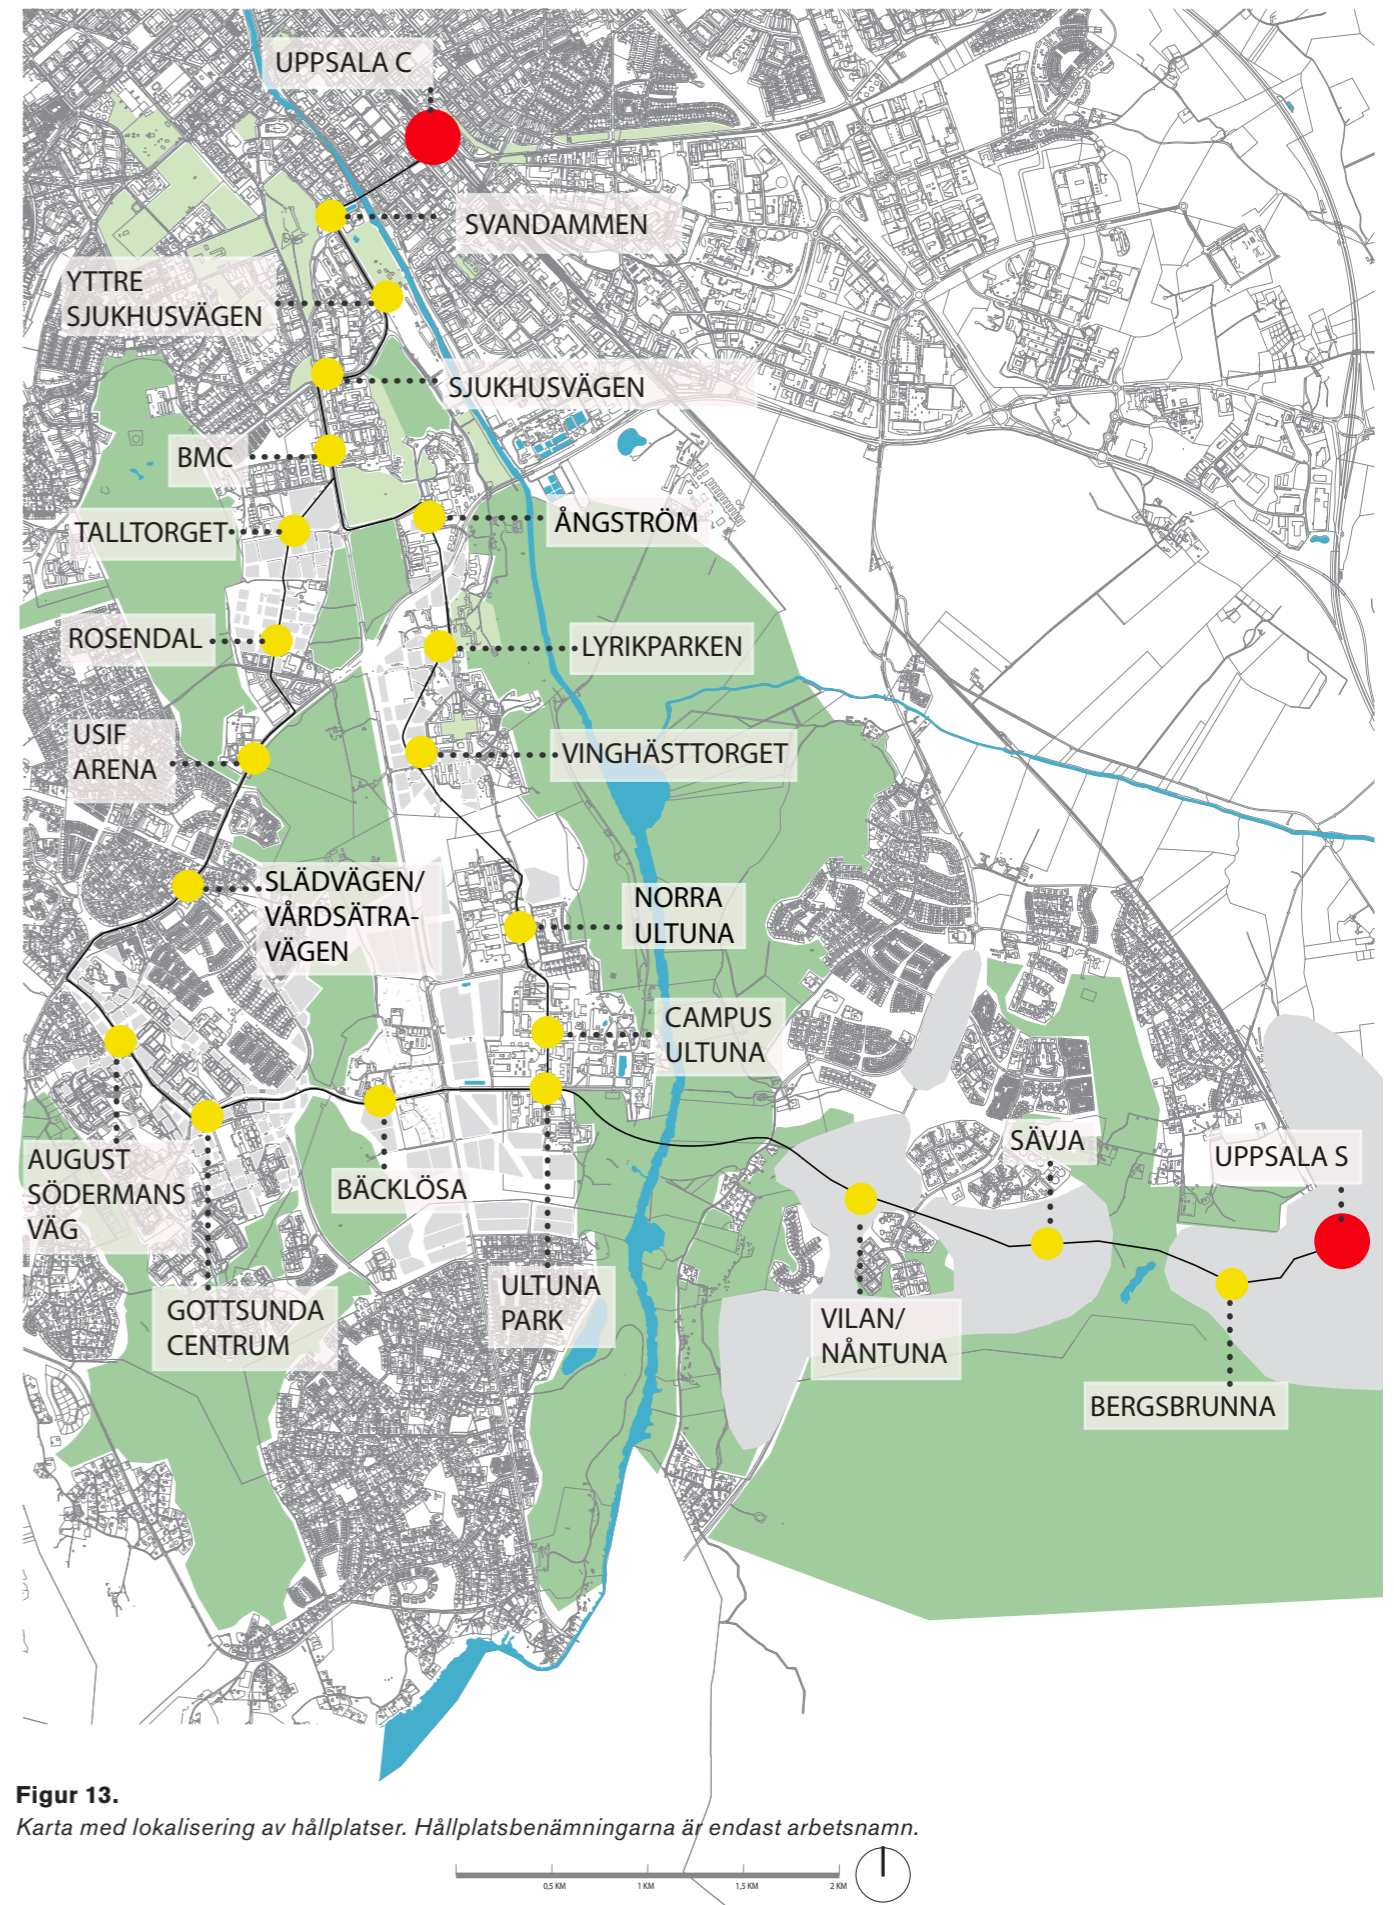 UPPSALA C
SVANDAMMEN
YTTRE
SJUKHUSVÄGEN
SJUKHUSVÄGEN
BMC
TALLTORGET
ÅNGSTRÖM
ROSENDAL
LYRIKPARKEN
USIF
ARENA
VINGHÄSTTORGET
SLÄDVÄGEN/
VÅRDSÄTRA-
VÄGEN
NORRA
ULTUNA
CAMPUS
ULTUNA
SÄVJA
UPPSALA S
AUGUST
SÖDERMANS
VÄG
BÄCKLÖSA
GOTTSUNDA
CENTRUM
ULTUNA
PARK
VILAN/
NÅNTUNA
BERGSBRUNNA
Figur 13.
Karta med lokalisering av hållplatser. Hållplatsbenämningarna är endast arbetsnamn.
0,5 KM 1 KM 1,5 KM 2 KM